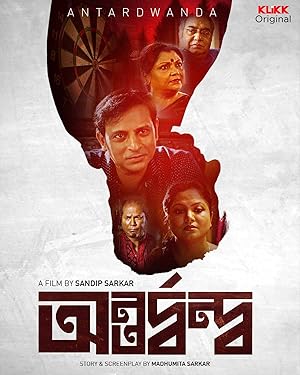 ANTARDWANDA
KLiKK
Original
A FILM BY SANDIP SARKAR
অন্তর্দ্বন্দ্ব
STORY & SCREENPLAY BY MADHUMITA SARKAR